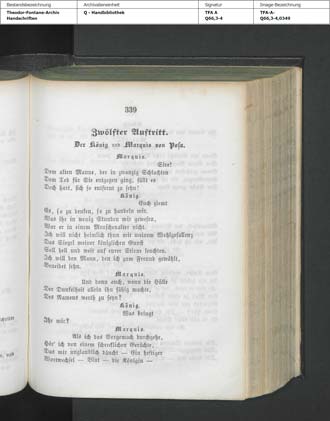 Bestandsbezeichnung
Theodor-Fontane-Archiv
Handschriften
Archivalieneinheit
Q - Handbibliothek
Signatur
TFA A
Q66,3-4
Image-Bezeichnung
TFA-A-
Q66,3-4,0349
339
Zwölfter Auftritt.
Der König und Marquis von Posa.
Marquis.
Sire!
Dem alten Manne, der in zwanzig Schlachten
Dem Tod für Sie entgegen ging, fällt es
Doch hart, sich so entfernt zu sehn!
König.
Euch ziemt
Es, so zu denken, so zu handeln mir.
Was Ihr in wenig Stunden mir gewesen,
War er in einem Menschenalter nicht.
Ich will nicht heimlich thun mit meinem Wohlgefallen;
Das Siegel meiner königlichen Gunst
Soll hell und weit auf eurer Stirne leuchten.
Ich will den Mann, den ich zum Freund gewählt,
Beneidet sehn.
Marquis.
Und dann auch, wenn die Hülle
Der Dunkelheit allein ihn fähig machte,
Des Namens werth zu seyn?
König.
Was bringt
Ihr mir?
Marquis.
Als ich das Vorgemach durchgehe,
Hör' ich von einem schrecklichen Gerüchte,
Das mir unglaublich däucht — Ein heftiger
Wortwechsel — Blut — die Königin —